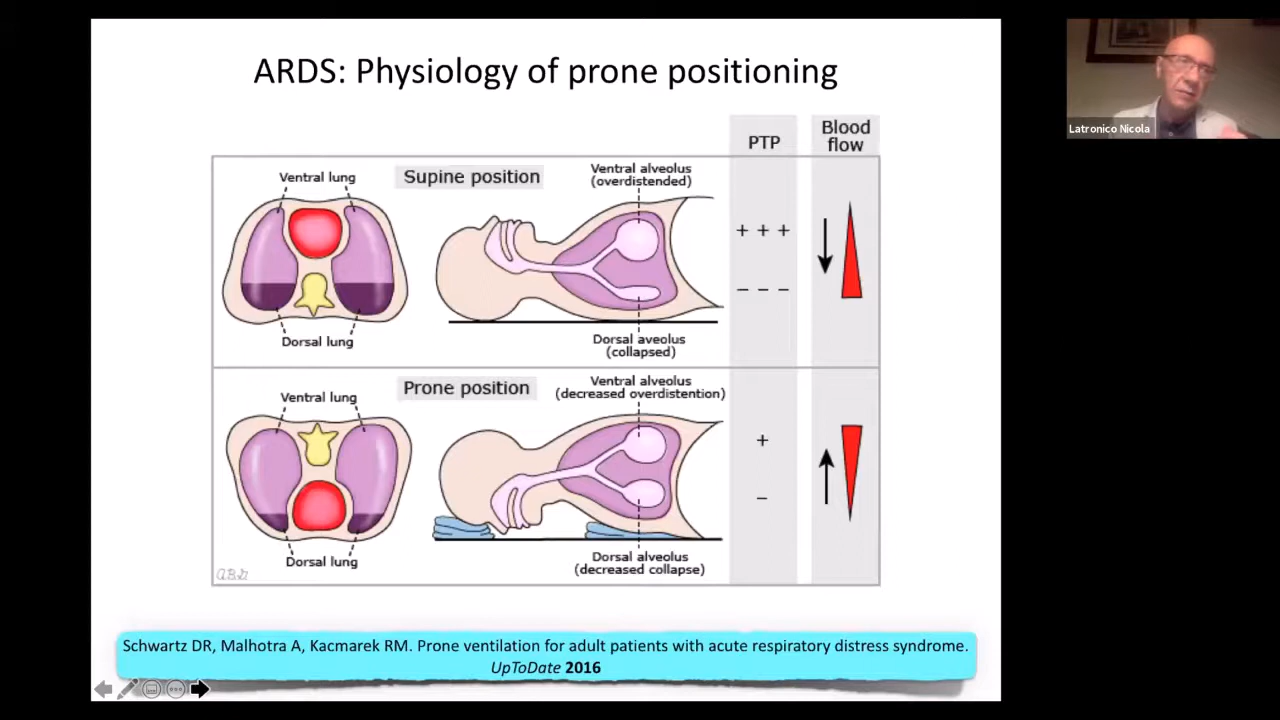 ARDS: Physiology of prone positioning
Latronico Nicola
PTP
Blood
flow
Ventral lung
Supine position
Ventral alveolus
(overdistended)
+ + +
− − −
Dorsal lung
Dorsal aveolus
(collapsed)
Ventral lung
Prone position
Ventral alveolus
(decreased overdistention)
+
−
Dorsal lung
Dorsal alveolus
(decreased collapse)
Schwartz DR, Malhotra A, Kacmarek RM. Prone ventilation for adult patients with acute respiratory distress syndrome.
UpToDate 2016